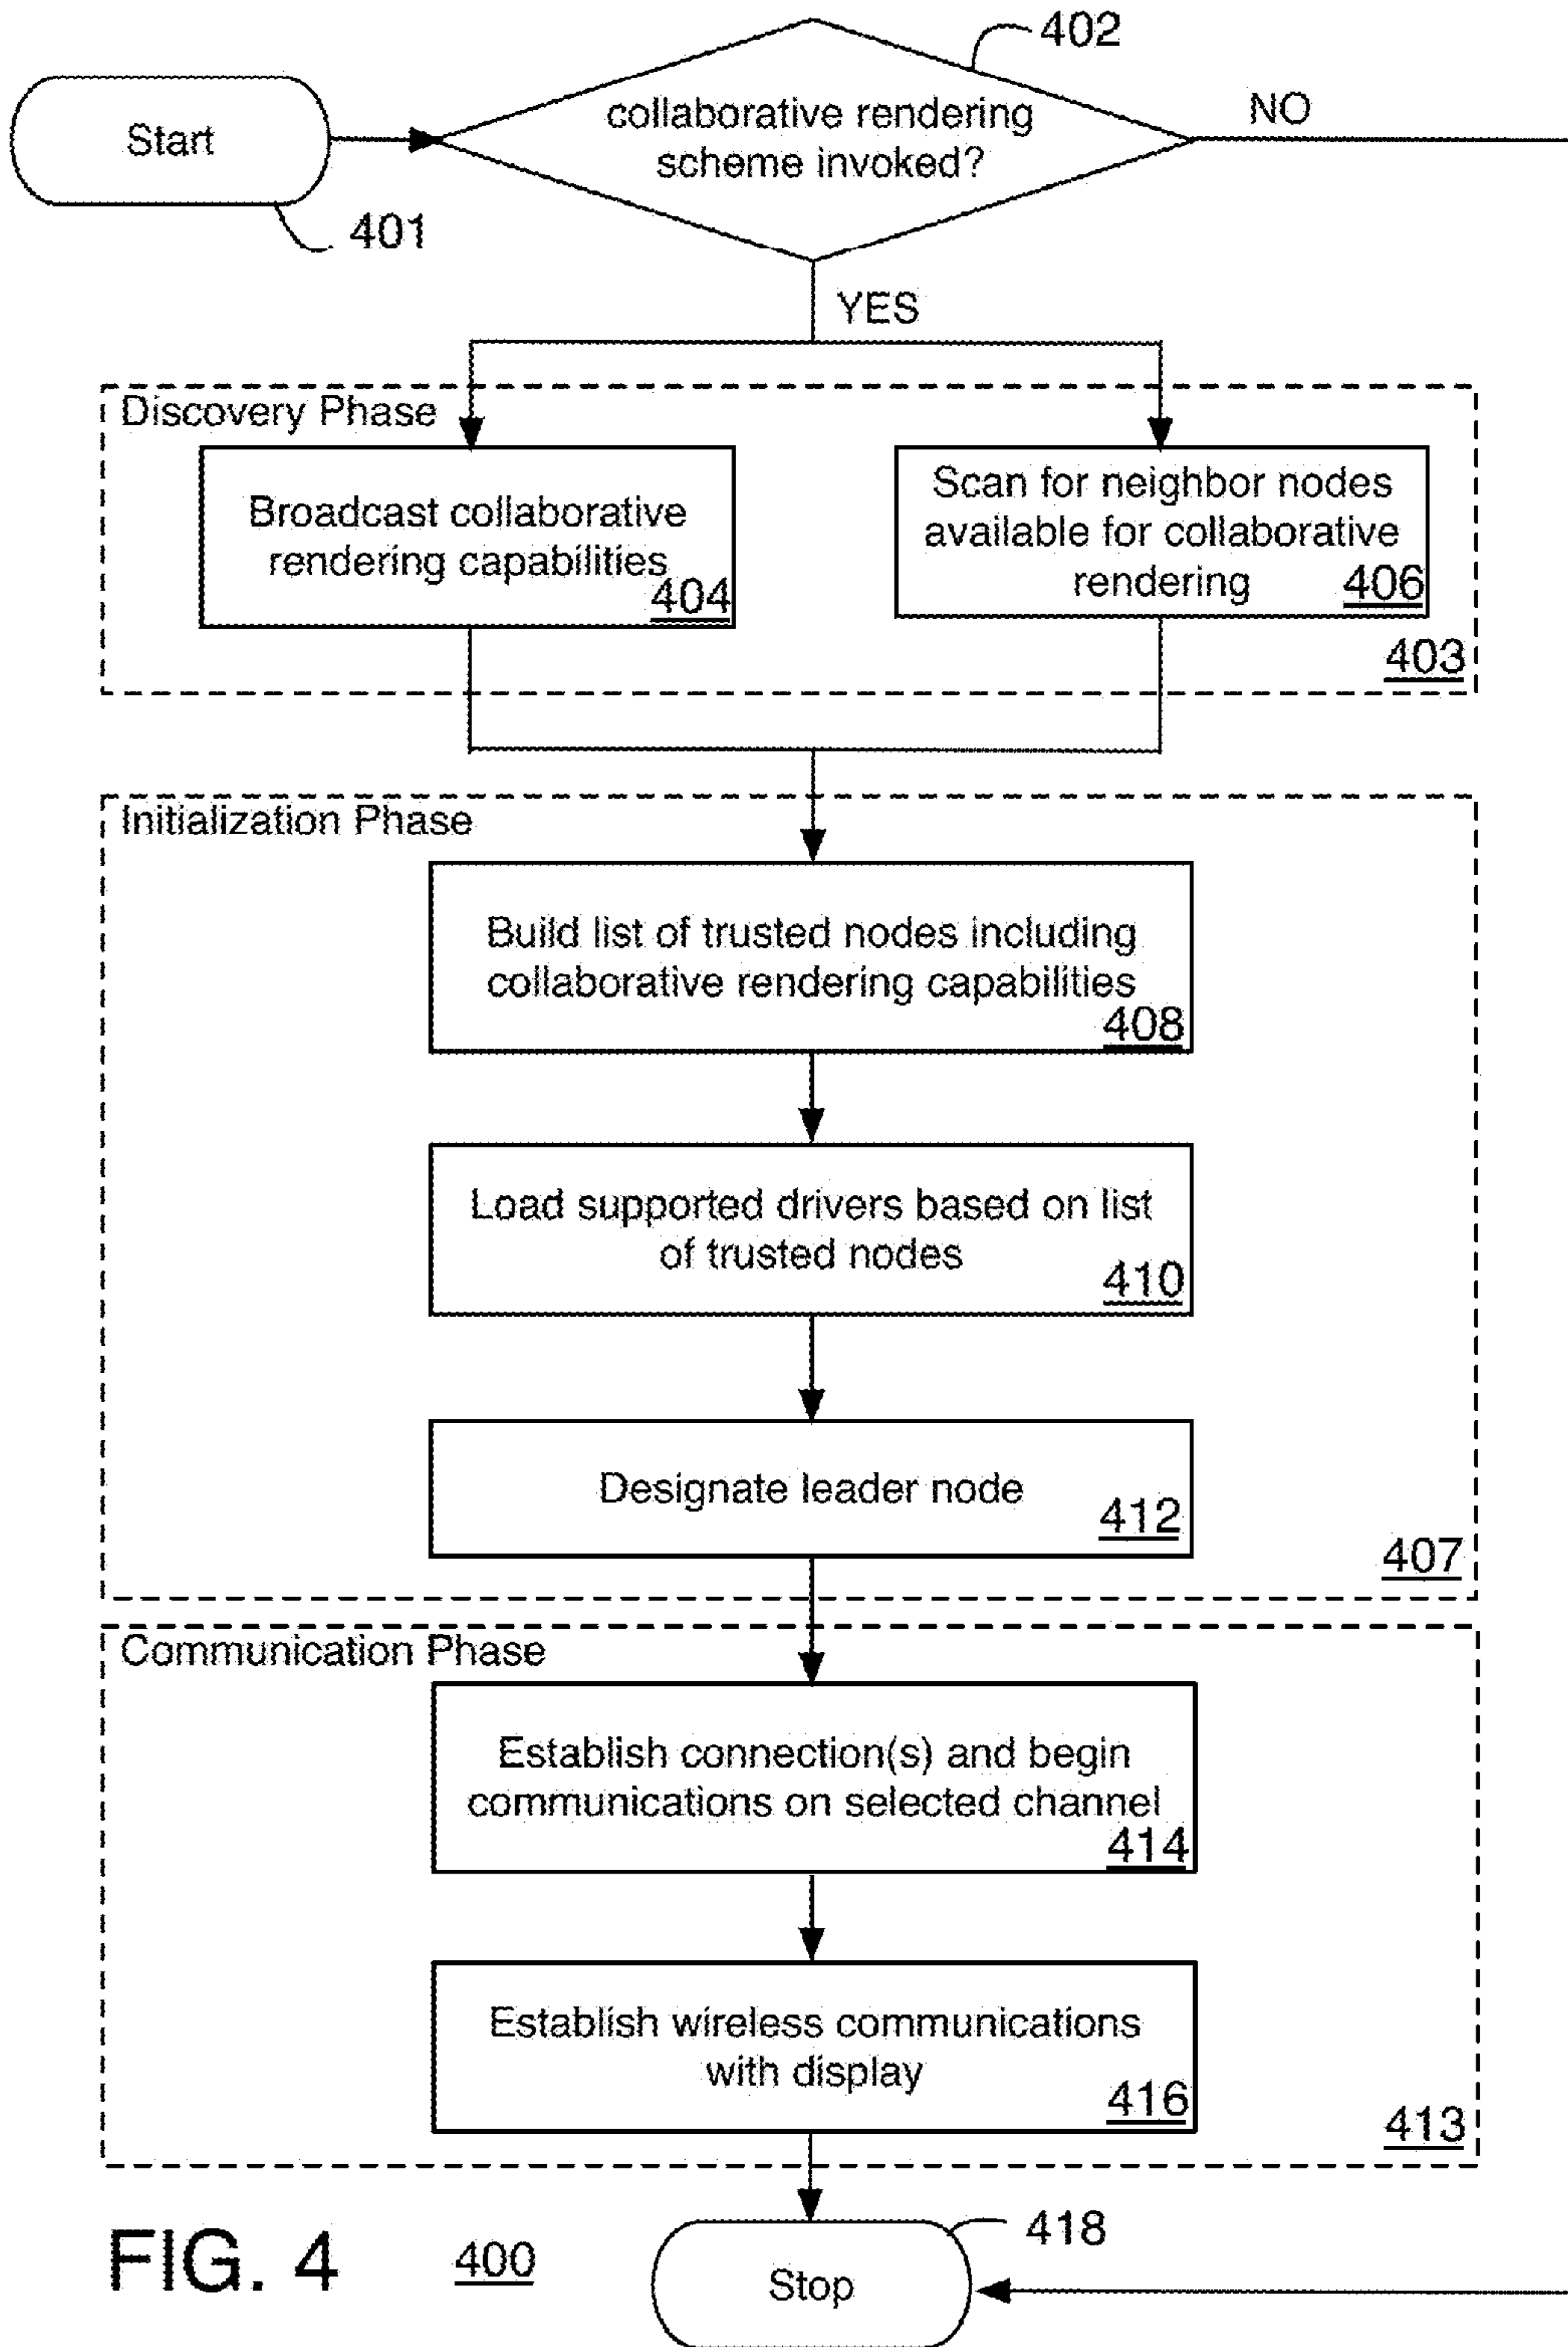 402
Start
collaborative rendering
scheme invoked?
NO
401
YES
Discovery Phase
Broadcast collaborative
rendering capabilities
404
Scan for neighbor nodes
available for collaborative
rendering
406
403
Initialization Phase
Build list of trusted nodes including
collaborative rendering capabilities
408
Load supported drivers based on list
of trusted nodes
410
Designate leader node
412
407
Communication Phase
Establish connection(s) and begin
communications on selected channel
414
Establish wireless communications
with display
416
413
418
Stop
FIG. 4
400